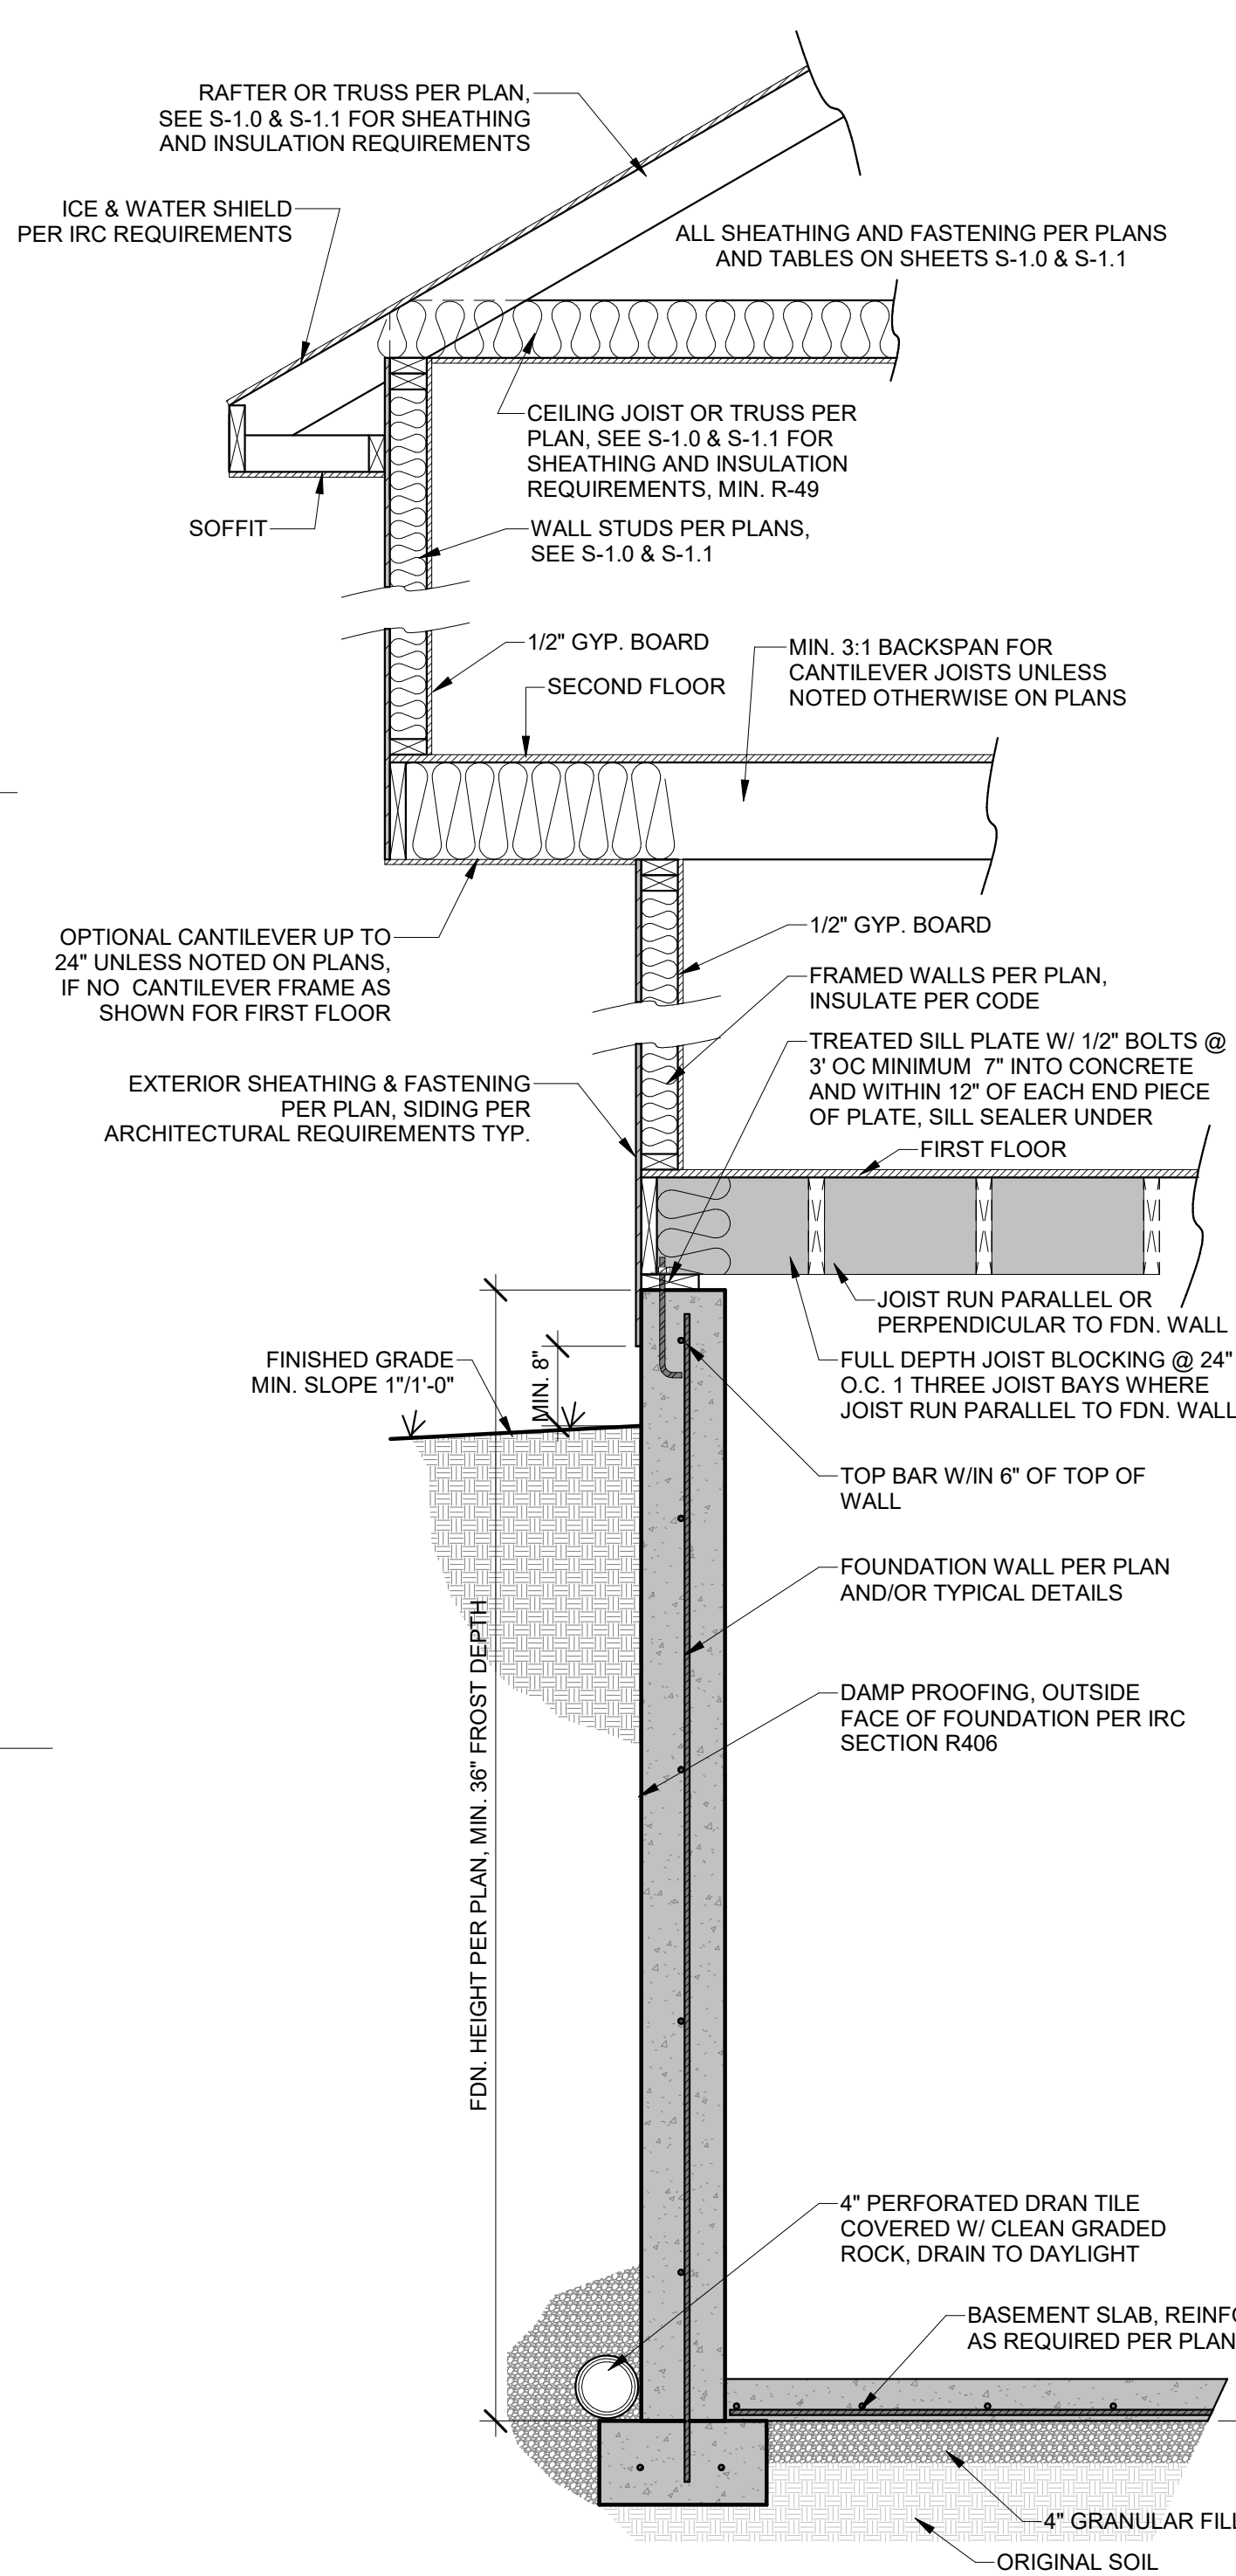 RAFTER OR TRUSS PER PLAN,
SEE S-1.0 & S-1.1 FOR SHEATHING
AND INSULATION REQUIREMENTS
ICE & WATER SHIELD
PER IRC REQUIREMENTS
ALL SHEATHING AND FASTENING PER PLANS
AND TABLES ON SHEETS S-1.0 & S-1.1
CEILING JOIST OR TRUSS PER
PLAN, SEE S-1.0 & S-1.1 FOR
SHEATHING AND INSULATION
REQUIREMENTS, MIN. R-49
SOFFIT
WALL STUDS PER PLANS,
SEE S-1.0 & S-1.1
1/2" GYP. BOARD
SECOND FLOOR
MIN. 3:1 BACKSPAN FOR
CANTILEVER JOISTS UNLESS
NOTED OTHERWISE ON PLANS
OPTIONAL CANTILEVER UP TO
24" UNLESS NOTED ON PLANS,
IF NO CANTILEVER FRAME AS
SHOWN FOR FIRST FLOOR
1/2" GYP. BOARD
FRAMED WALLS PER PLAN,
INSULATE PER CODE
TREATED SILL PLATE W/ 1/2" BOLTS @
3' OC MINIMUM 7" INTO CONCRETE
AND WITHIN 12" OF EACH END PIECE
OF PLATE, SILL SEALER UNDER
EXTERIOR SHEATHING & FASTENING
PER PLAN, SIDING PER
ARCHITECTURAL REQUIREMENTS TYP.
FIRST FLOOR
JOIST RUN PARALLEL OR
PERPENDICULAR TO FDN. WALL
FINISHED GRADE
MIN. SLOPE 1"/1'-0"
MIN. 8"
FULL DEPTH JOIST BLOCKING @ 24"
O.C. 1 THREE JOIST BAYS WHERE
JOIST RUN PARALLEL TO FDN. WALL
TOP BAR W/IN 6" OF TOP OF
WALL
FOUNDATION WALL PER PLAN
AND/OR TYPICAL DETAILS
DAMP PROOFING, OUTSIDE
FACE OF FOUNDATION PER IRC
SECTION R406
FDN. HEIGHT PER PLAN, MIN. 36" FROST DEPTH
4" PERFORATED DRAN TILE
COVERED W/ CLEAN GRADED
ROCK, DRAIN TO DAYLIGHT
BASEMENT SLAB,
AS REQUIRED PER PLAN
4" GRANULAR FILL
ORIGINAL SOIL